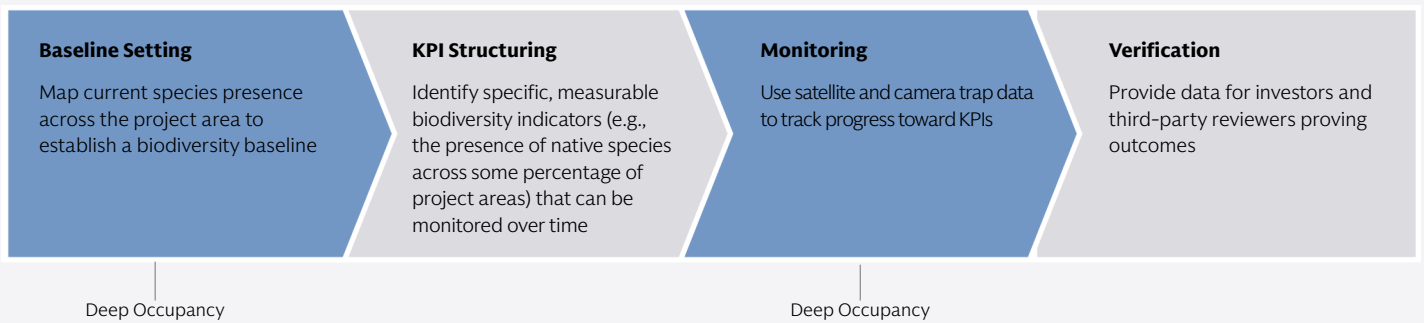 Baseline Setting
Map current species presence
across the project area to
establish a biodiversity baseline
KPI Structuring
Identify specific, measurable
biodiversity indicators (e.g.,
the presence of native species
across some percentage of
project areas) that can be
monitored over time
Monitoring
Use satellite and camera trap data
to track progress toward KPIs
Verification
Provide data for investors and
third-party reviewers proving
outcomes
Deep Occupancy
Deep Occupancy